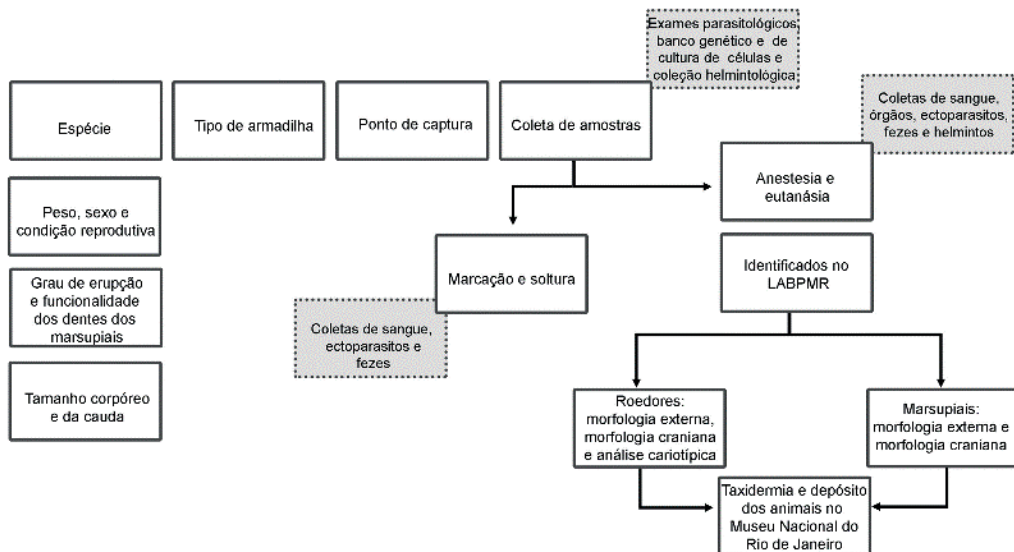 Exames parasitológicos,
banco genético e de
cultura de células e
coleção helmintológica
Espécie
Tipo de armadilha
Ponto de captura
Coleta de amostras
Coletas de sangue,
órgãos, ectoparasitos,
fezes e helmintos
Anestesia e
eutanásia
Peso, sexo e
condição reprodutiva
Marcação e soltura
Identificados no
LABPMR
Grau de erupção
e funcionalidade
dos dentes dos
marsupiais
Coletas de sangue,
ectoparasitos e
fezes
Tamanho corpóreo
e da cauda
Roedores:
morfologia externa,
morfologia craniana
e análise cariotípica
Marsupiais:
morfologia externa e
morfologia craniana
Taxidermia e depósito
dos animais no
Museu Nacional do
Rio de Janeiro